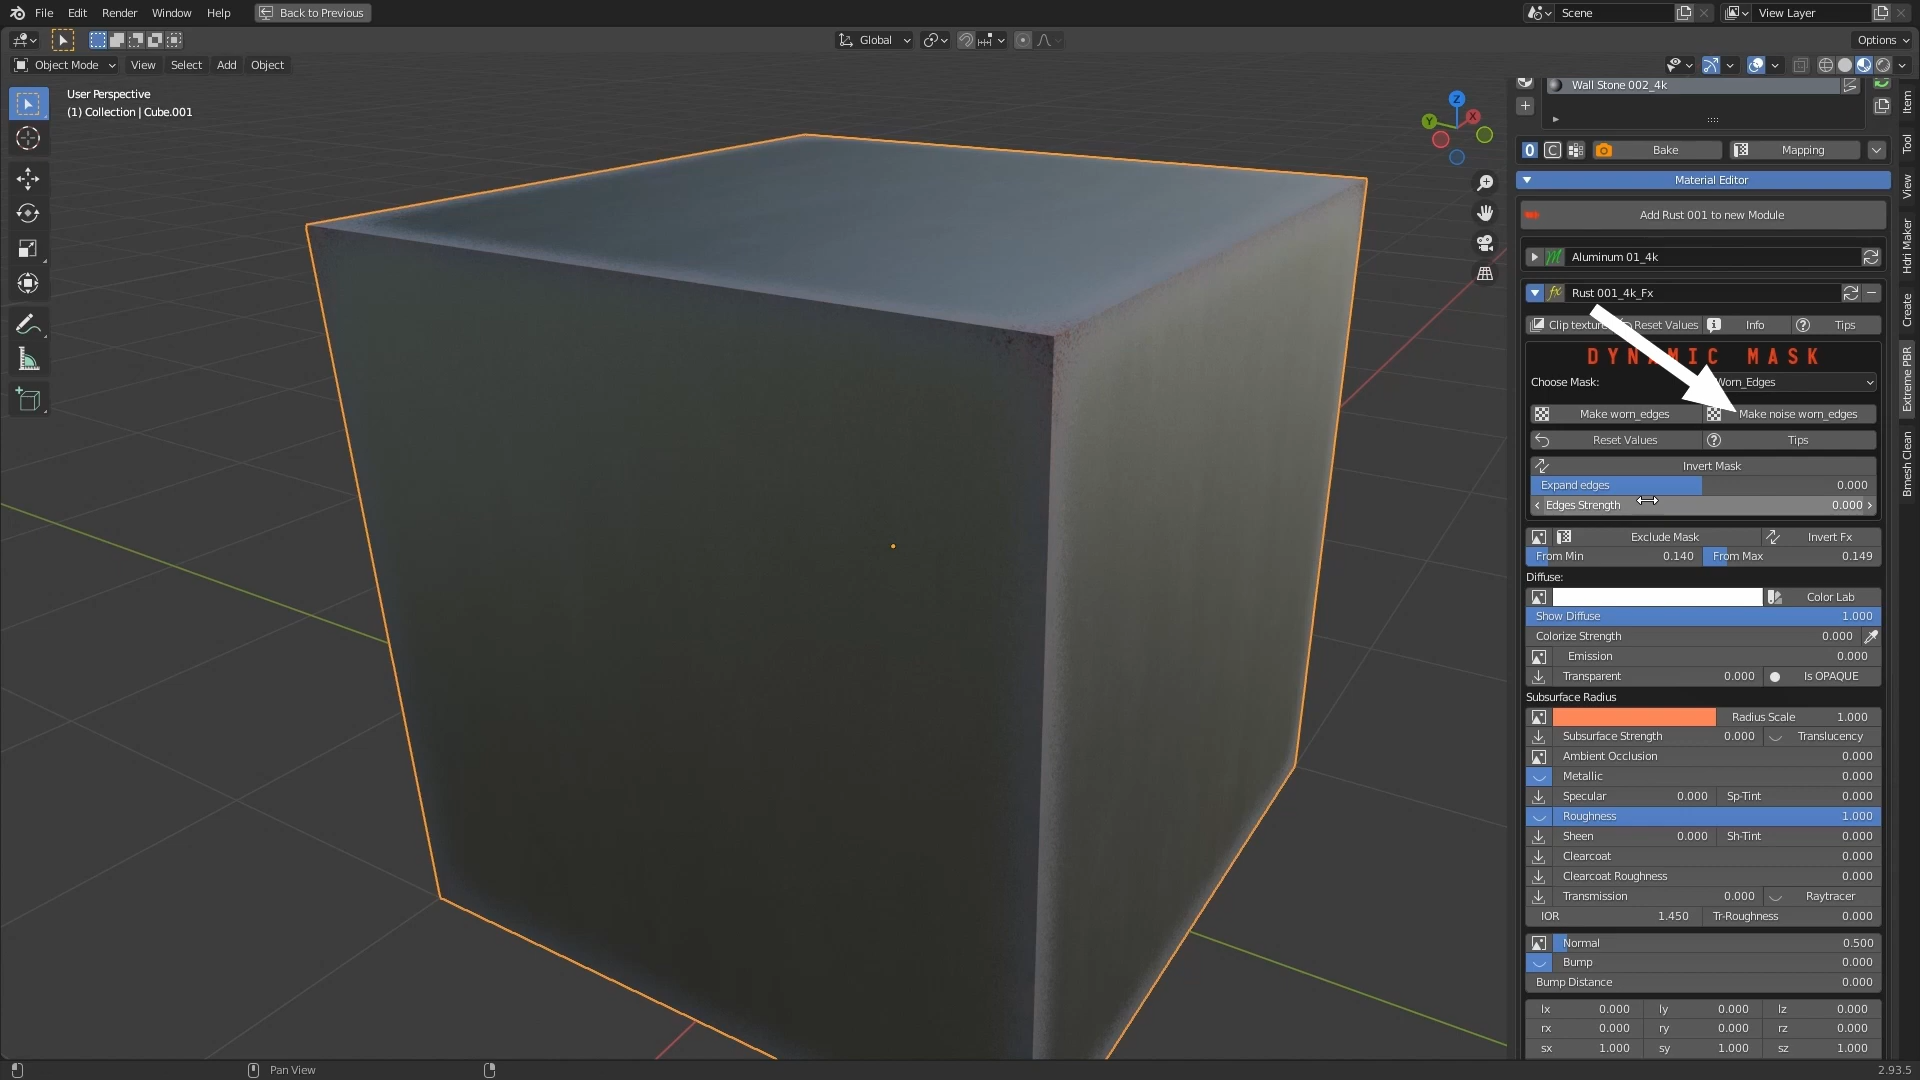 File Edit Render Window Help Back to Previous Scene View Layer
Global Options
Object Mode View Select Add Object
User Perspective
(1) Collection | Cube.001
Z
Y
X
Wall Stone 002_4k
Bake Mapping
Material Editor
Add Rust 001 to new Module
Aluminum 01_4k
Rust 001_4k_Fx
Clip texture Reset Values Info Tips
DYNAMIC MASK
Choose Mask: Worn_Edges
Make worn_edges Make noise worn_edges
Reset Values Tips
Invert Mask
Expand edges 0.000
Edges Strength 0.000
Exclude Mask Invert Fx
From Min 0.140 From Max 0.149
Diffuse:
Color Lab
Show Diffuse 1.000
Colorize Strength 0.000
Emission 0.000
Transparent 0.000 Is OPAQUE
Subsurface Radius
Radius Scale 1.000
Subsurface Strength 0.000 Translucency
Ambient Occlusion 0.000
Metallic 0.000
Specular 0.000 Sp-Tint 0.000
Roughness 1.000
Sheen 0.000 Sh-Tint 0.000
Clearcoat 0.000
Clearcoat Roughness 0.000
Transmission 0.000 Raytracer
IOR 1.450 Tr-Roughness 0.000
Normal 0.500
Bump 0.000
Bump Distance 0.000
lx 0.000 ly 0.000 lz 0.000
rx 0.000 ry 0.000 rz 0.000
sx 1.000 sy 1.000 sz 1.000
Item
Tool
View
Hdri Maker
Create
Extreme PBR
Bmesh Clean
Pan View 2.93.5